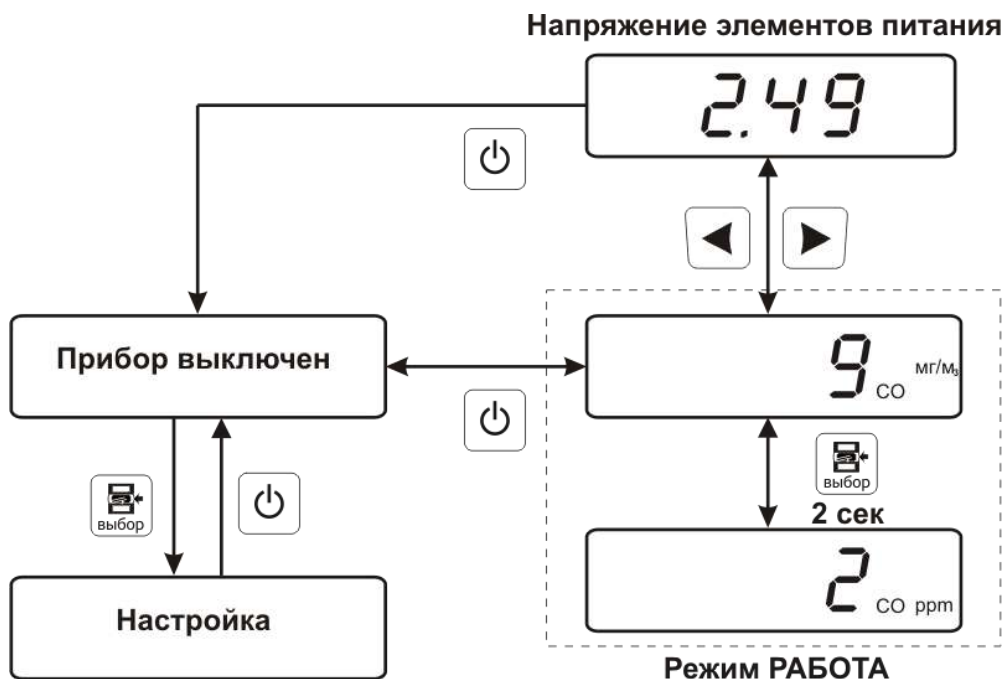 Напряжение элементов питания
2.49
Прибор выключен
9 CO мг/м3
выбор
2 сек
выбор
Настройка
2 CO ppm
Режим РАБОТА